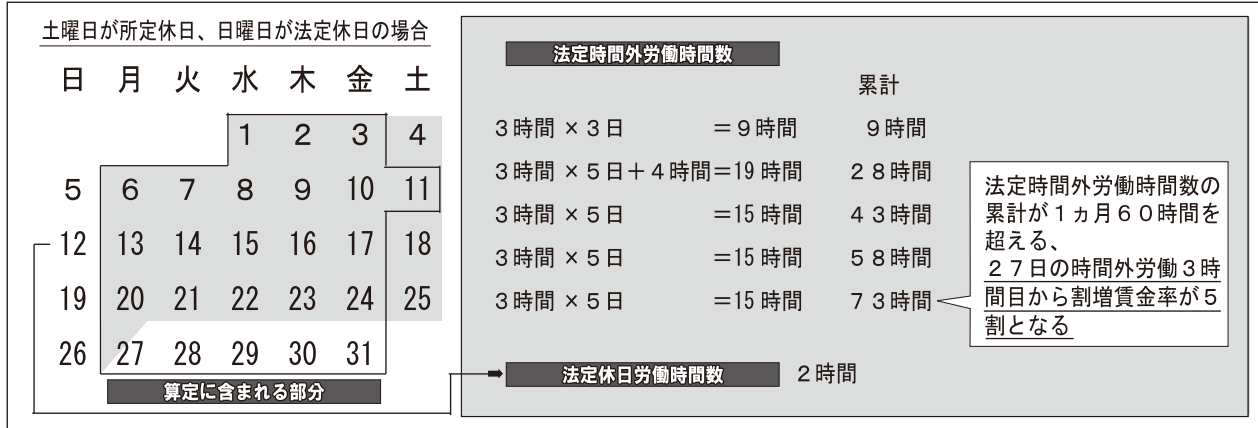 土曜日が所定休日、日曜日が法定休日の場合
日 月 火 水 木 金 土
1 2 3 4
5 6 7 8 9 10 11
12 13 14 15 16 17 18
19 20 21 22 23 24 25
26 27 28 29 30 31
算定に含まれる部分
法定時間外労働時間数
累計
3時間 × 3日 =9時間 9時間
3時間 × 5日+4時間=19時間 28時間
3時間 × 5日 =15時間 43時間
3時間 × 5日 =15時間 58時間
3時間 × 5日 =15時間 73時間
法定時間外労働時間数の
累計が1ヵ月60時間を
超える、
27日の時間外労働3時
間目から割増賃金率が5
割となる
法定休日労働時間数 2時間